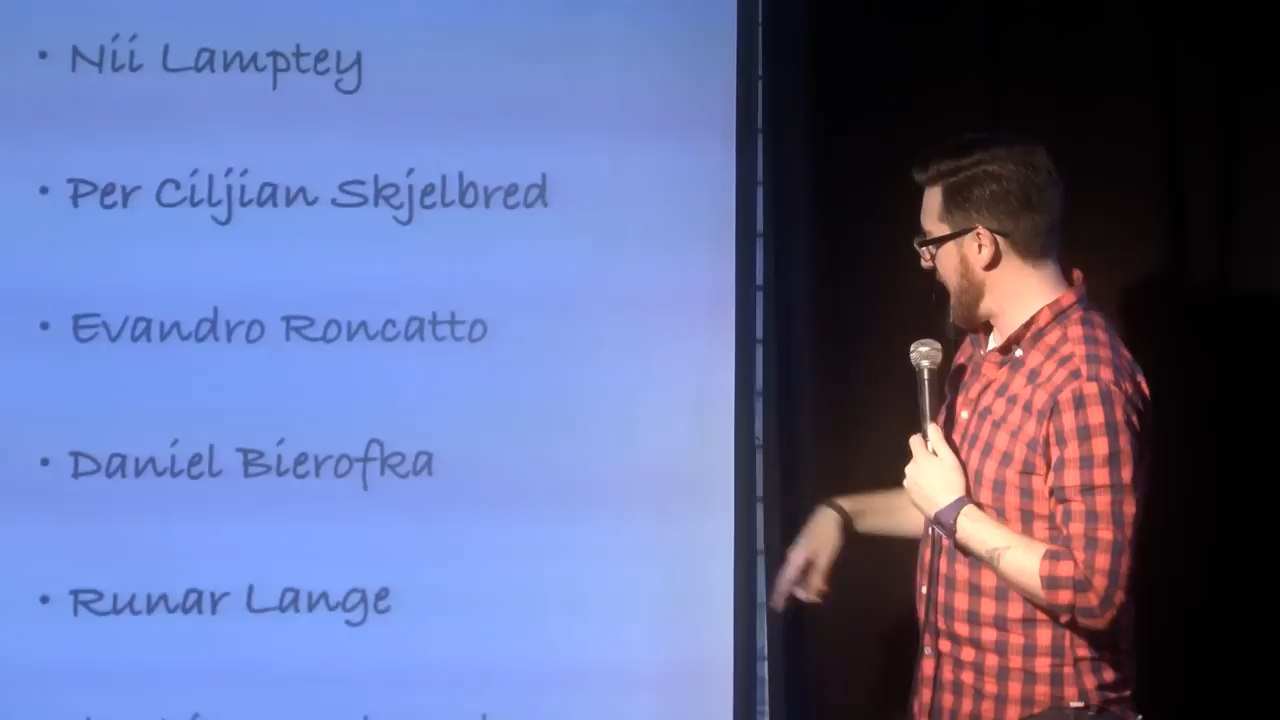 • Nii Lamptey
• Per Ciljian Skjelbred
• Evandro Roncatto
• Daniel Bierofka
• Runar Lange